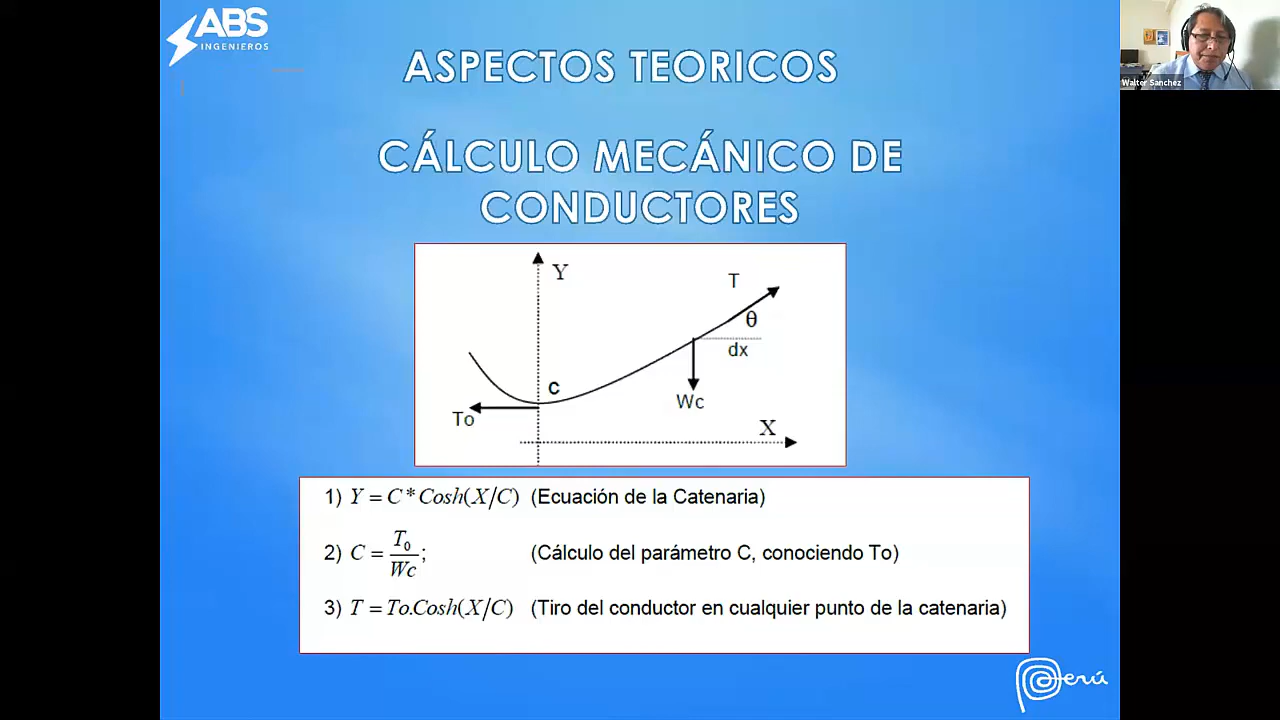 ABS
INGENIEROS
Walter Sanchez
ASPECTOS TEORICOS
CÁLCULO MECÁNICO DE
CONDUCTORES
Y
T
θ
dx
C
Wc
To
X
1) Y = C * Cosh(X/C) (Ecuación de la Catenaria)
2) C = T₀/Wc; (Cálculo del parámetro C, conociendo To)
3) T = To.Cosh(X/C) (Tiro del conductor en cualquier punto de la catenaria)
Perú